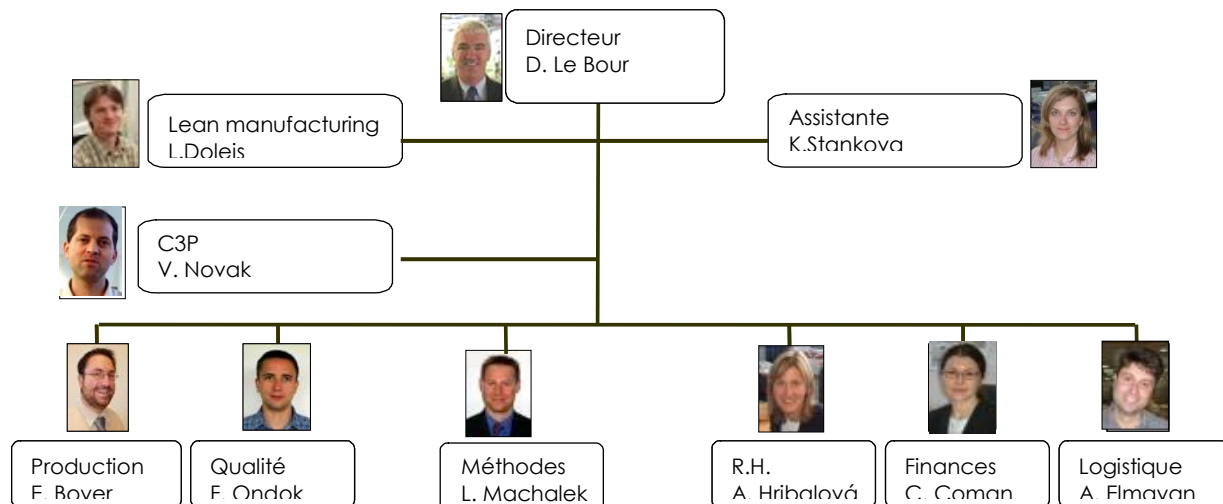 Directeur
D. Le Bour
Lean manufacturing
L.Doleis
Assistante
K.Stankova
C3P
V. Novak
Production
E. Boyer
Qualité
F. Ondok
Méthodes
L. Machalek
R.H.
A. Hribalová
Finances
C. Coman
Logistique
A. Elmayan